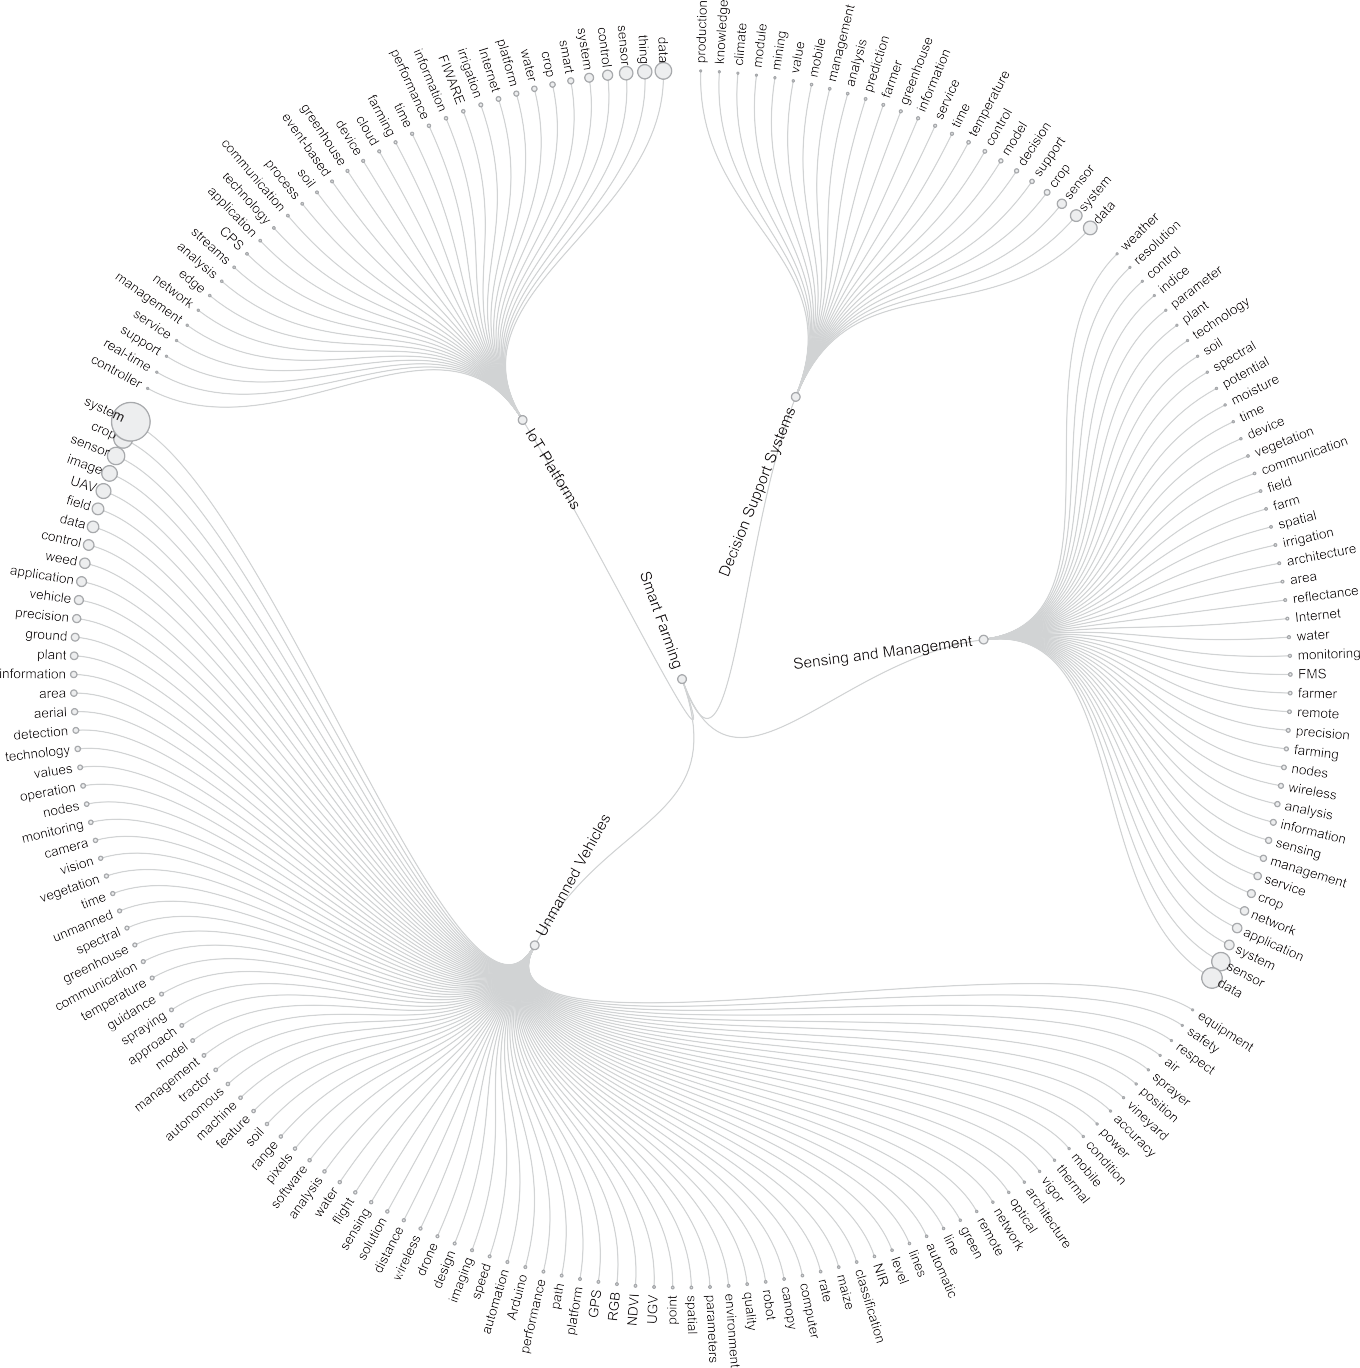 Smart Farming
IoT Platforms
controller
real-time
support
service
management
network
edge
analysis
streams
CPS
application
technology
communication
process
soil
event-based
greenhouse
device
cloud
farming
time
performance
information
FIWARE
irrigation
Internet
platform
water
crop
smart
system
control
sensor
thing
data
Decision Support Systems
production
knowledge
climate
module
mining
value
mobile
management
analysis
prediction
farmer
greenhouse
information
service
time
temperature
control
model
decision
support
crop
sensor
system
data
Sensing and Management
weather
resolution
control
indice
parameter
plant
technology
soil
spectral
potential
moisture
time
device
vegetation
communication
field
farm
spatial
irrigation
architecture
area
reflectance
Internet
water
monitoring
FMS
farmer
remote
precision
farming
nodes
wireless
analysis
information
sensing
management
service
crop
network
application
system
sensor
data
Unmanned Vehicles
equipment
safety
respect
air
sprayer
position
vineyard
accuracy
power
condition
mobile
thermal
vigor
architecture
optical
network
remote
green
line
automatic
lines
level
NIR
classification
maize
rate
computer
canopy
robot
quality
environment
parameters
spatial
point
UGV
NDVI
RGB
GPS
platform
path
performance
Arduino
automation
speed
imaging
design
drone
wireless
distance
solution
sensing
flight
water
analysis
software
pixels
range
soil
feature
machine
autonomous
tractor
management
model
approach
spraying
guidance
temperature
communication
greenhouse
spectral
unmanned
time
vegetation
vision
camera
monitoring
nodes
operation
values
technology
detection
aerial
area
information
plant
ground
precision
vehicle
application
weed
control
data
field
UAV
image
sensor
crop
system